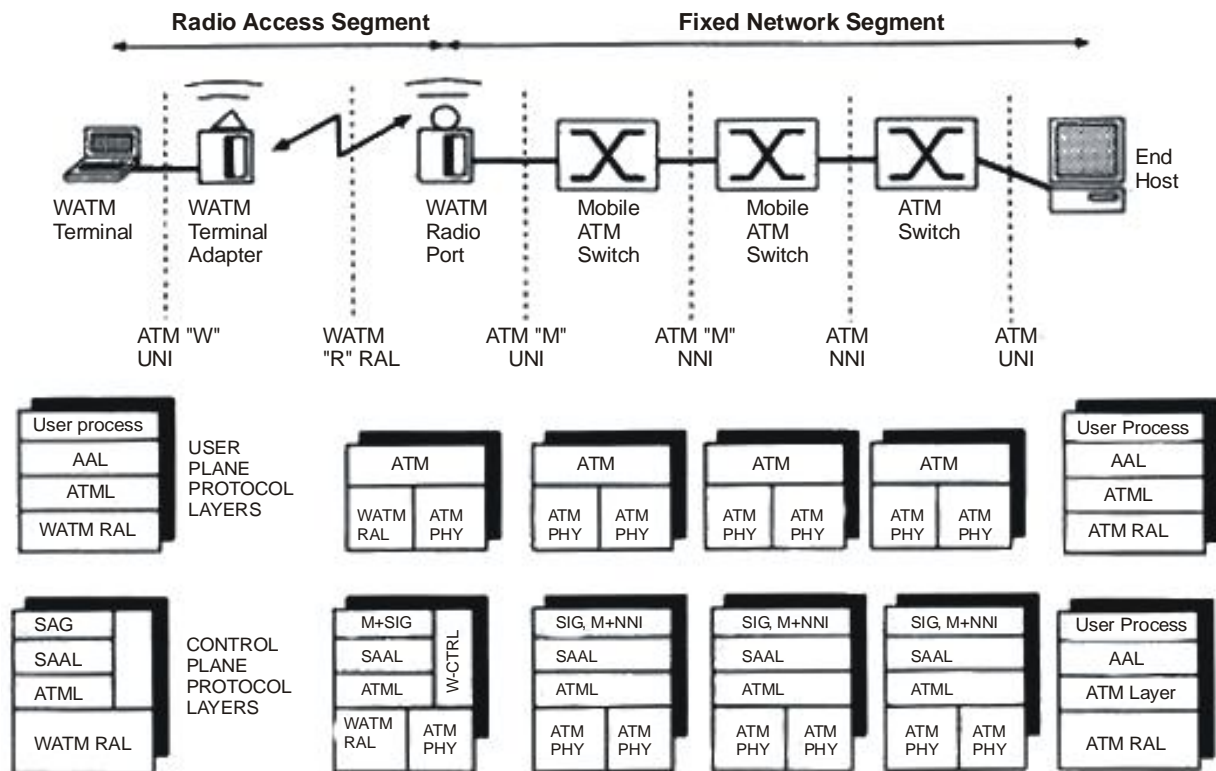 Radio Access Segment
Fixed Network Segment
WATM
Terminal
WATM
Terminal
Adapter
WATM
Radio
Port
Mobile
ATM
Switch
Mobile
ATM
Switch
ATM
Switch
End
Host
ATM "W"
UNI
WATM
"R" RAL
ATM "M"
UNI
ATM "M"
NNI
ATM
NNI
ATM
UNI
User process
AAL
ATML
WATM RAL
USER
PLANE
PROTOCOL
LAYERS
ATM
WATM
RAL
ATM
PHY
ATM
ATM
PHY
ATM
PHY
ATM
ATM
PHY
ATM
PHY
ATM
ATM
PHY
ATM
PHY
User Process
AAL
ATML
ATM RAL
SAG
SAAL
ATML
WATM RAL
CONTROL
PLANE
PROTOCOL
LAYERS
M+SIG
SAAL
ATML
W-CTRL
WATM
RAL
ATM
PHY
SIG, M+NNI
SAAL
ATML
ATM
PHY
ATM
PHY
SIG, M+NNI
SAAL
ATML
ATM
PHY
ATM
PHY
SIG, M+NNI
SAAL
ATML
ATM
PHY
ATM
PHY
User Process
AAL
ATM Layer
ATM RAL